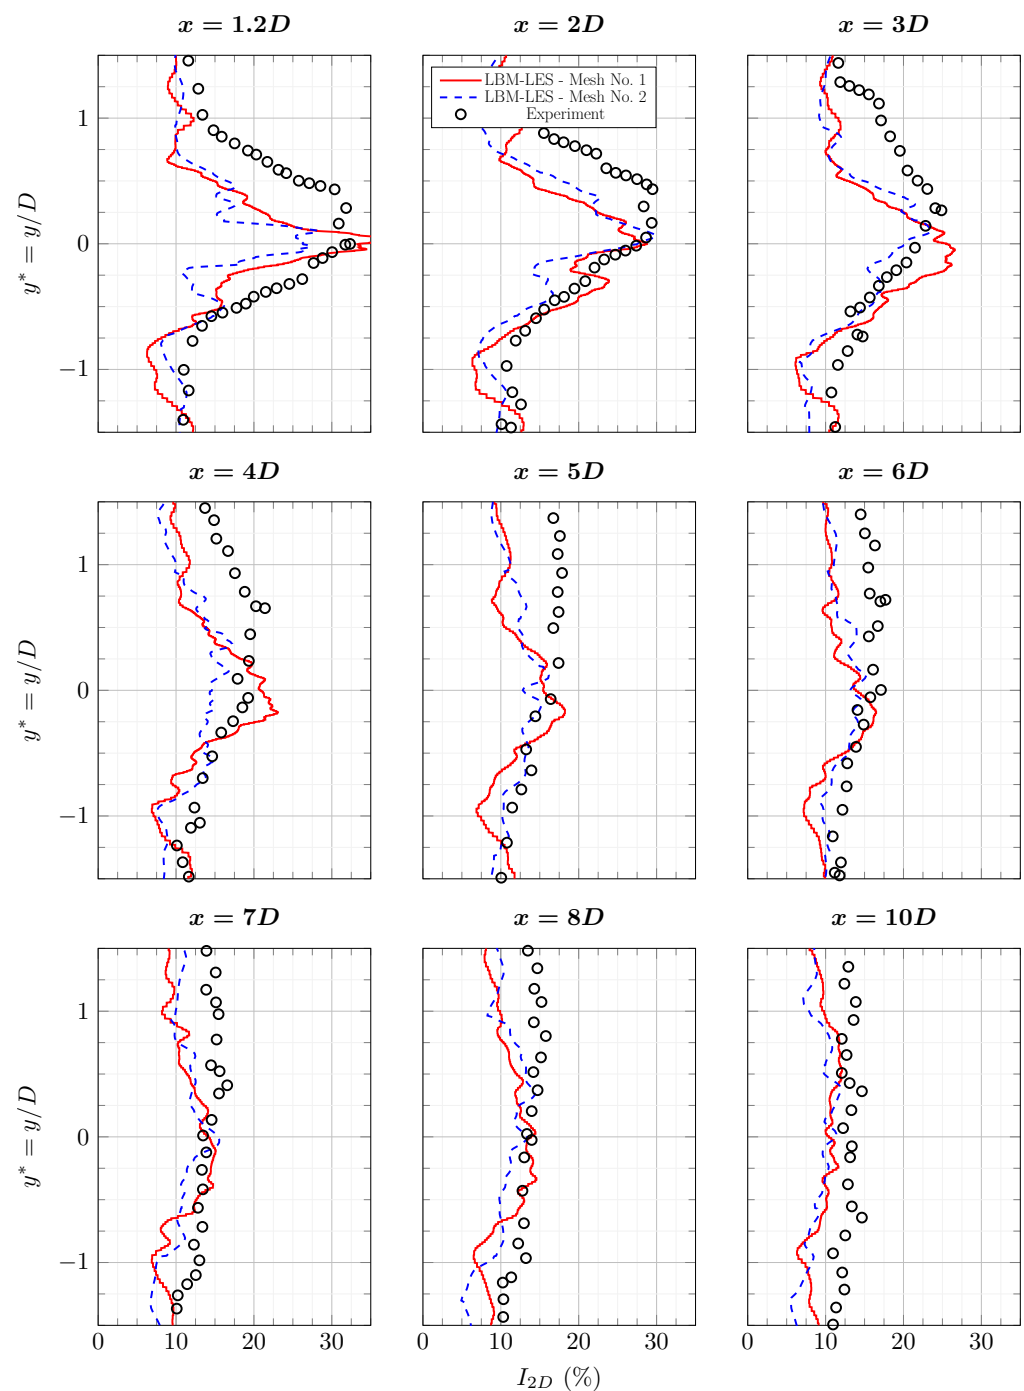 x = 1.2D
x = 2D
x = 3D
y* = y/D
1
0
−1
LBM-LES - Mesh No. 1
LBM-LES - Mesh No. 2
Experiment
x = 4D
x = 5D
x = 6D
y* = y/D
1
0
−1
x = 7D
x = 8D
x = 10D
y* = y/D
1
0
−1
0 10 20 30
0 10 20 30
0 10 20 30
I2D (%)